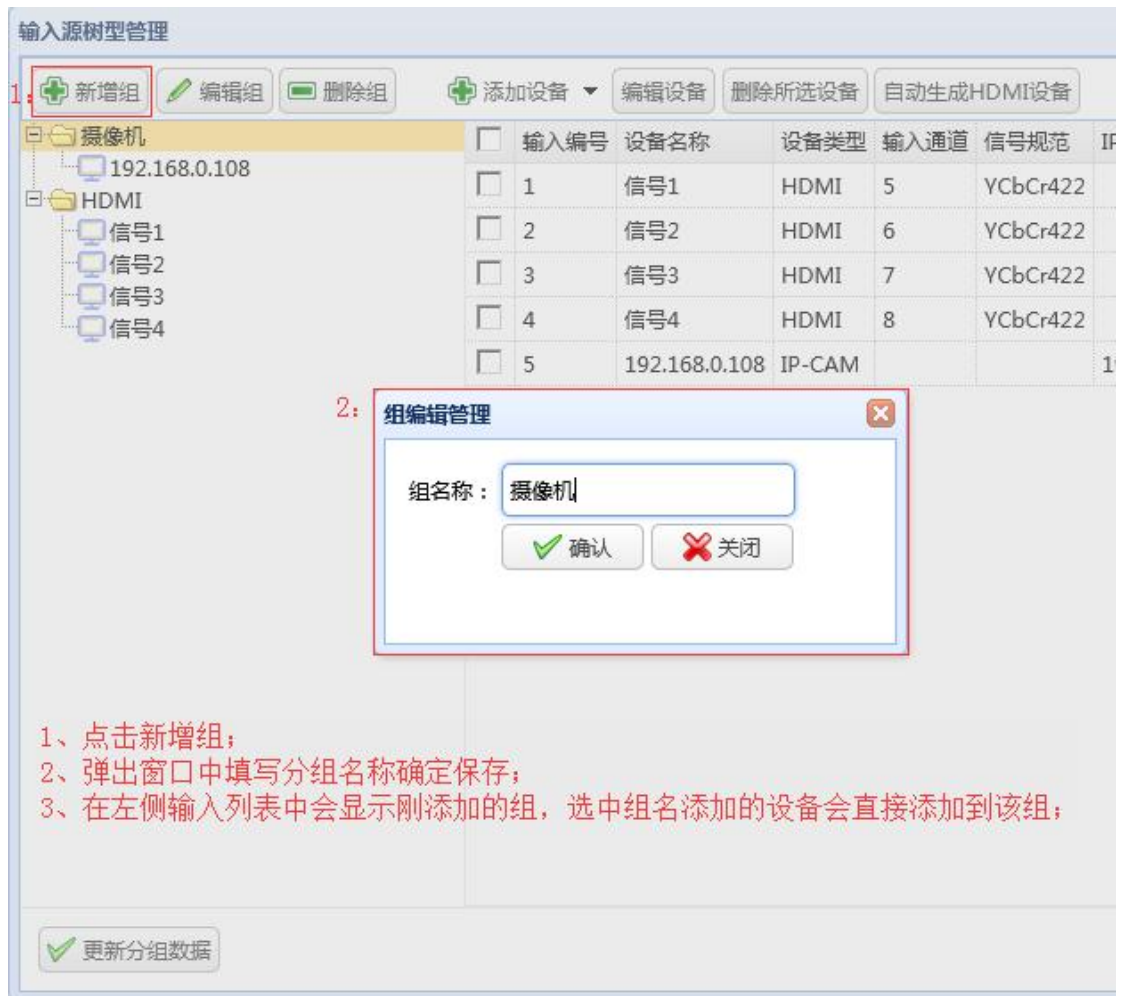 输入源树型管理
1: 新增组 编辑组 删除组 添加设备 编辑设备 删除所选设备 自动生成HDMI设备
摄像机
192.168.0.108
HDMI
信号1
信号2
信号3
信号4
输入编号 设备名称 设备类型 输入通道 信号规范
1 信号1 HDMI 5 YCbCr422
2 信号2 HDMI 6 YCbCr422
3 信号3 HDMI 7 YCbCr422
4 信号4 HDMI 8 YCbCr422
5 192.168.0.108 IP-CAM
2: 组编辑管理
组名称: 摄像机
确认 关闭
1、点击新增组;
2、弹出窗口中填写分组名称确定保存;
3、在左侧输入列表中会显示刚添加的组, 选中组名添加的设备会直接添加到该组;
更新分组数据